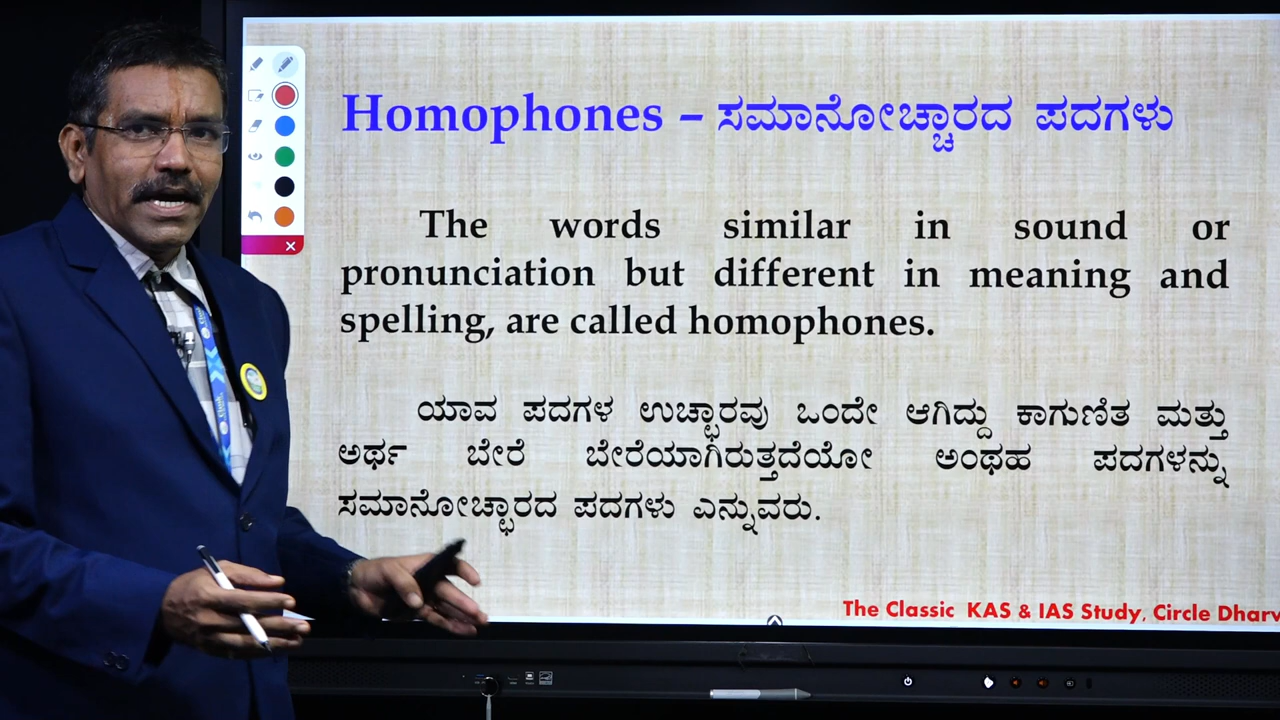 Homophones – ಸಮಾನೋಚ್ಚಾರದ ಪದಗಳು
The words similar in sound or
pronunciation but different in meaning and
spelling, are called homophones.
ಯಾವ ಪದಗಳ ಉಚ್ಛಾರವು ಒಂದೇ ಆಗಿದ್ದು ಕಾಗುಣಿತ ಮತ್ತು
ಅರ್ಥ ಬೇರೆ ಬೇರೆಯಾಗಿರುತ್ತದೆಯೋ ಅಂಥಹ ಪದಗಳನ್ನು
ಸಮಾನೋಚ್ಛಾರದ ಪದಗಳು ಎನ್ನುವರು.
The Classic KAS & IAS Study, Circle Dharv